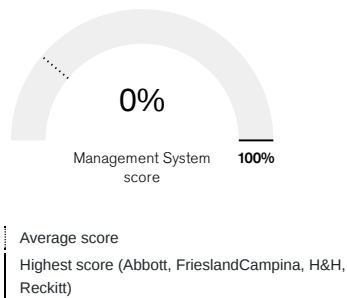 0%
Management System
score
100%
Average score
Highest score (Abbott, FrieslandCampina, H&H,
Reckitt)